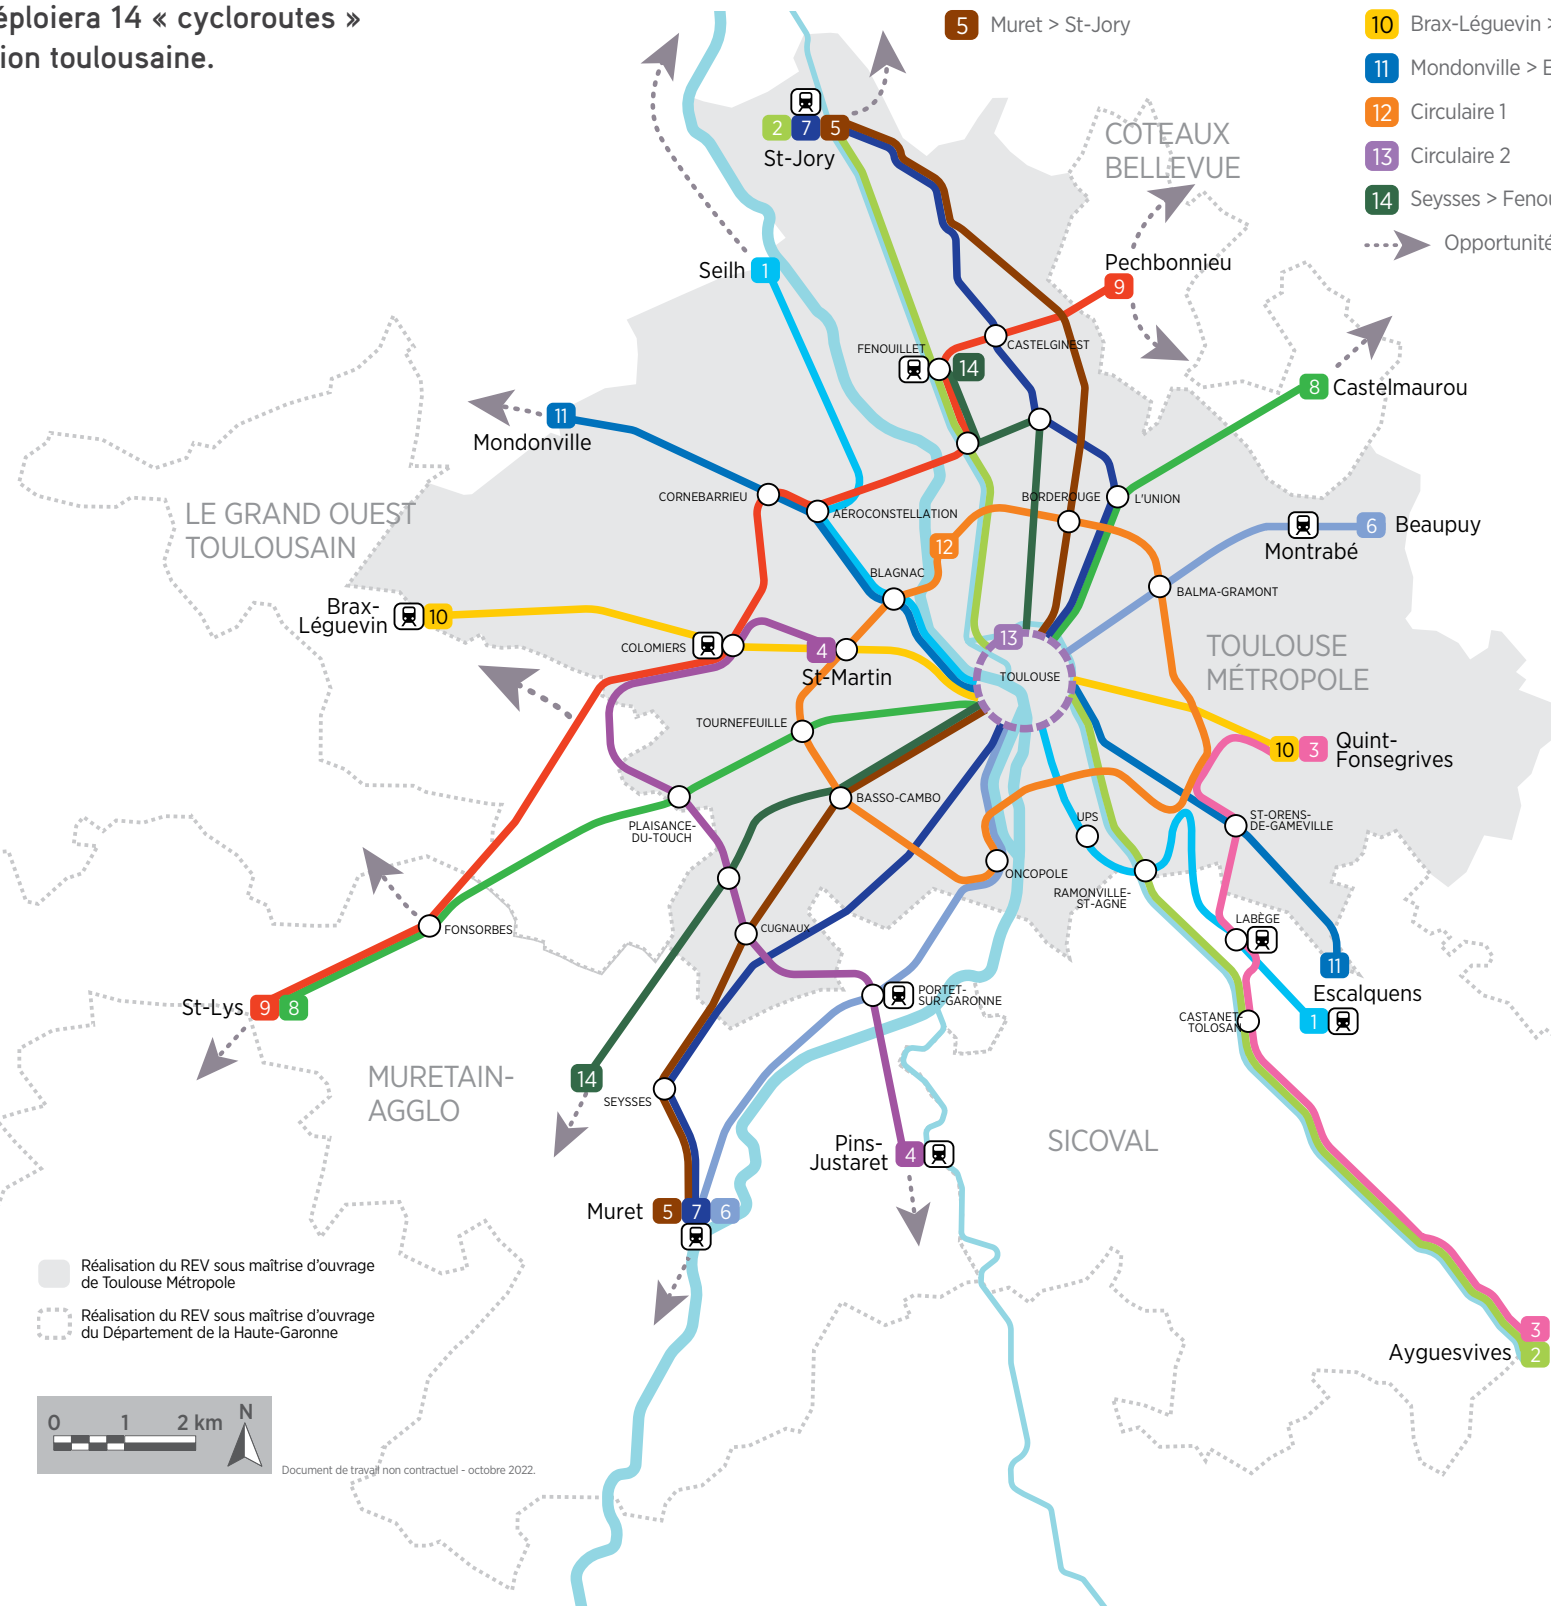 éploiera 14 « cycloroutes »
ion toulousaine.
5 Muret > St-Jory
10 Brax-Léguevin >
11 Mondonville > E
12 Circulaire 1
13 Circulaire 2
14 Seysses > Fenou
Opportunité
2 7 5
St-Jory
COTEAUX
BELLEVUE
Seilh 1
Pechbonnieu
9
CASTELGINEST
FENOUILLET
14
8 Castelmaurou
11
Mondonville
CORNEBARRIEU
AÉROCONSTELLATION
BORDEROUGE
L'UNION
LE GRAND OUEST
TOULOUSAIN
12
6 Beaupuy
Montrabé
BLAGNAC
BALMA-GRAMONT
Brax-
Léguevin
10
COLOMIERS
4
St-Martin
13
TOULOUSE
TOULOUSE
MÉTROPOLE
TOURNEFEUILLE
10 3
Quint-
Fonsegrives
BASSO-CAMBO
PLAISANCE-
DU-TOUCH
UPS
ST-ORENS-
DE-GAMEVILLE
ONCOPOLE
RAMONVILLE-
ST-AGNE
FONSORBES
CUGNAUX
LABÈGE
11
Escalquens
1
St-Lys 9 8
PORTET-
SUR-GARONNE
CASTANET-
TOLOSAN
MURETAIN-
AGGLO
14
SEYSSES
SICOVAL
Pins-
Justaret
4
Muret 5 7 6
Réalisation du REV sous maîtrise d'ouvrage
de Toulouse Métropole
Réalisation du REV sous maîtrise d'ouvrage
du Département de la Haute-Garonne
3
Ayguesvives 2
0 1 2 km N
Document de travail non contractuel - octobre 2022.